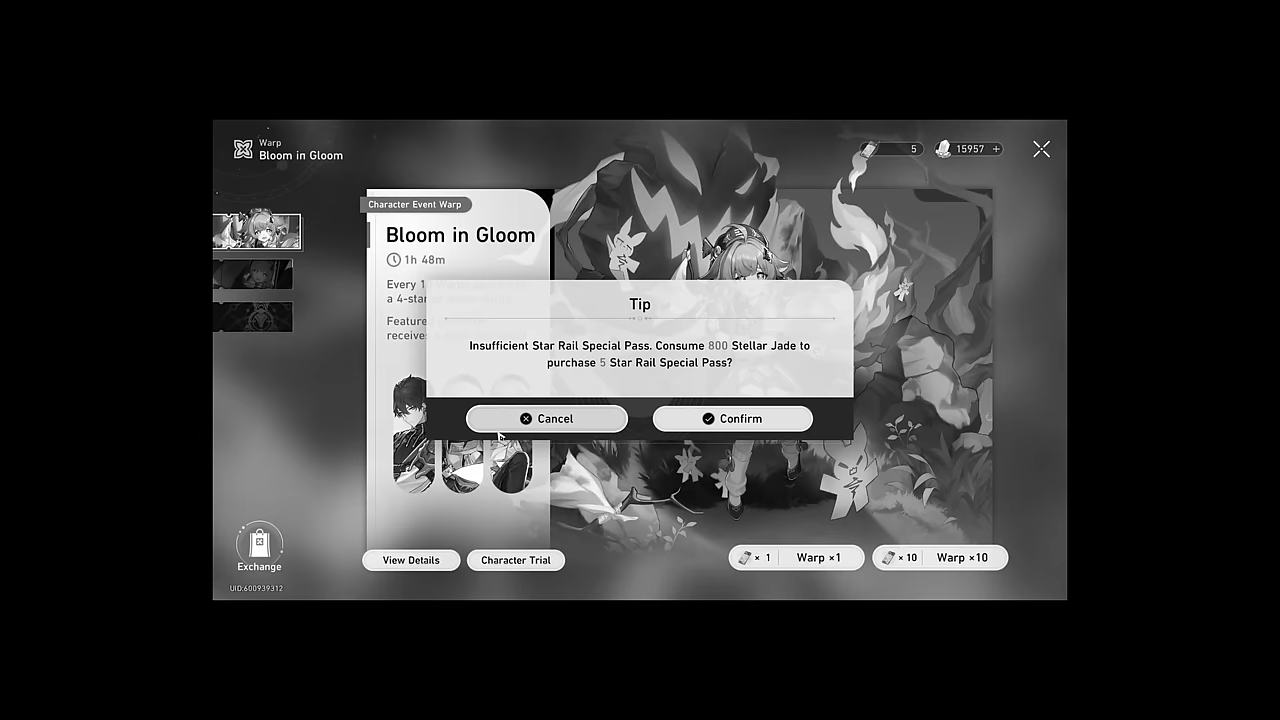 Warp
Bloom in Gloom
5
15957 +
Character Event Warp
Bloom in Gloom
1h 48m
Every 1
a 4-star
receive
Tip
Insufficient Star Rail Special Pass. Consume 800 Stellar Jade to
purchase 5 Star Rail Special Pass?
Cancel
Confirm
Exchange
View Details
Character Trial
× 1
Warp ×1
× 10
Warp ×10
UID:600939312